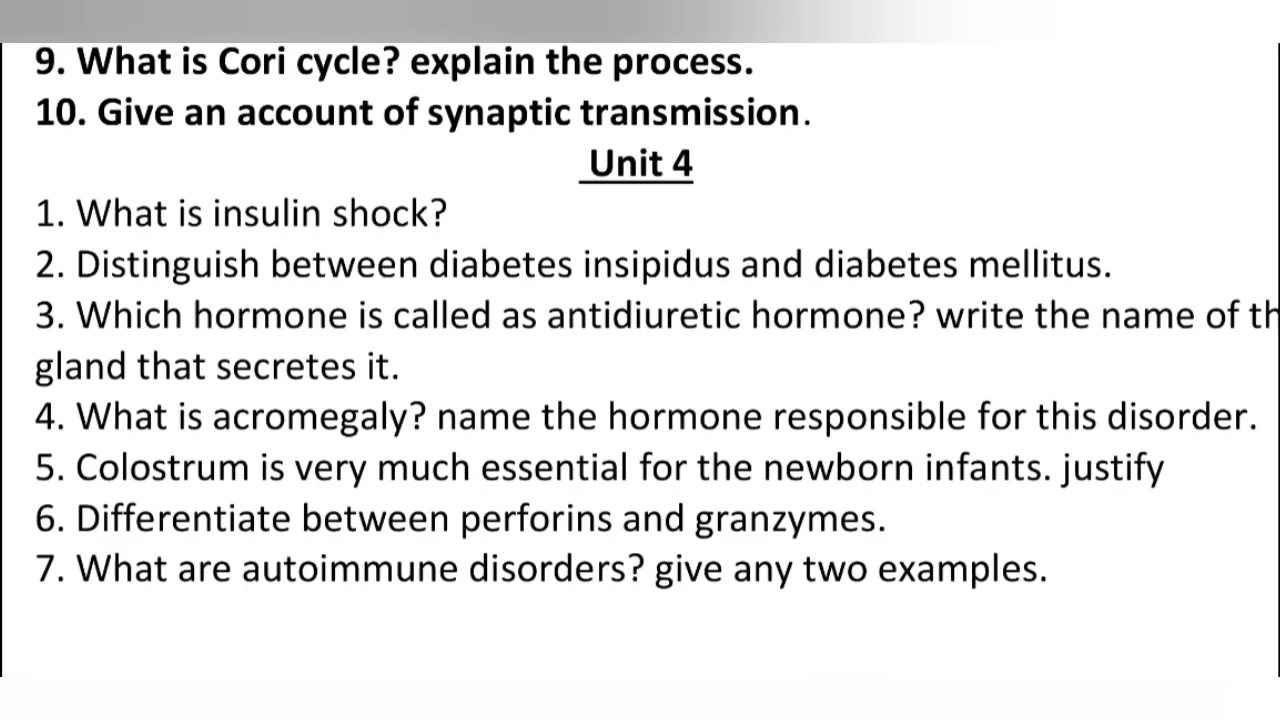 9. What is Cori cycle? explain the process.
10. Give an account of synaptic transmission.
Unit 4
1. What is insulin shock?
2. Distinguish between diabetes insipidus and diabetes mellitus.
3. Which hormone is called as antidiuretic hormone? write the name of
gland that secretes it.
4. What is acromegaly? name the hormone responsible for this disorder.
5. Colostrum is very much essential for the newborn infants. justify
6. Differentiate between perforins and granzymes.
7. What are autoimmune disorders? give any two examples.